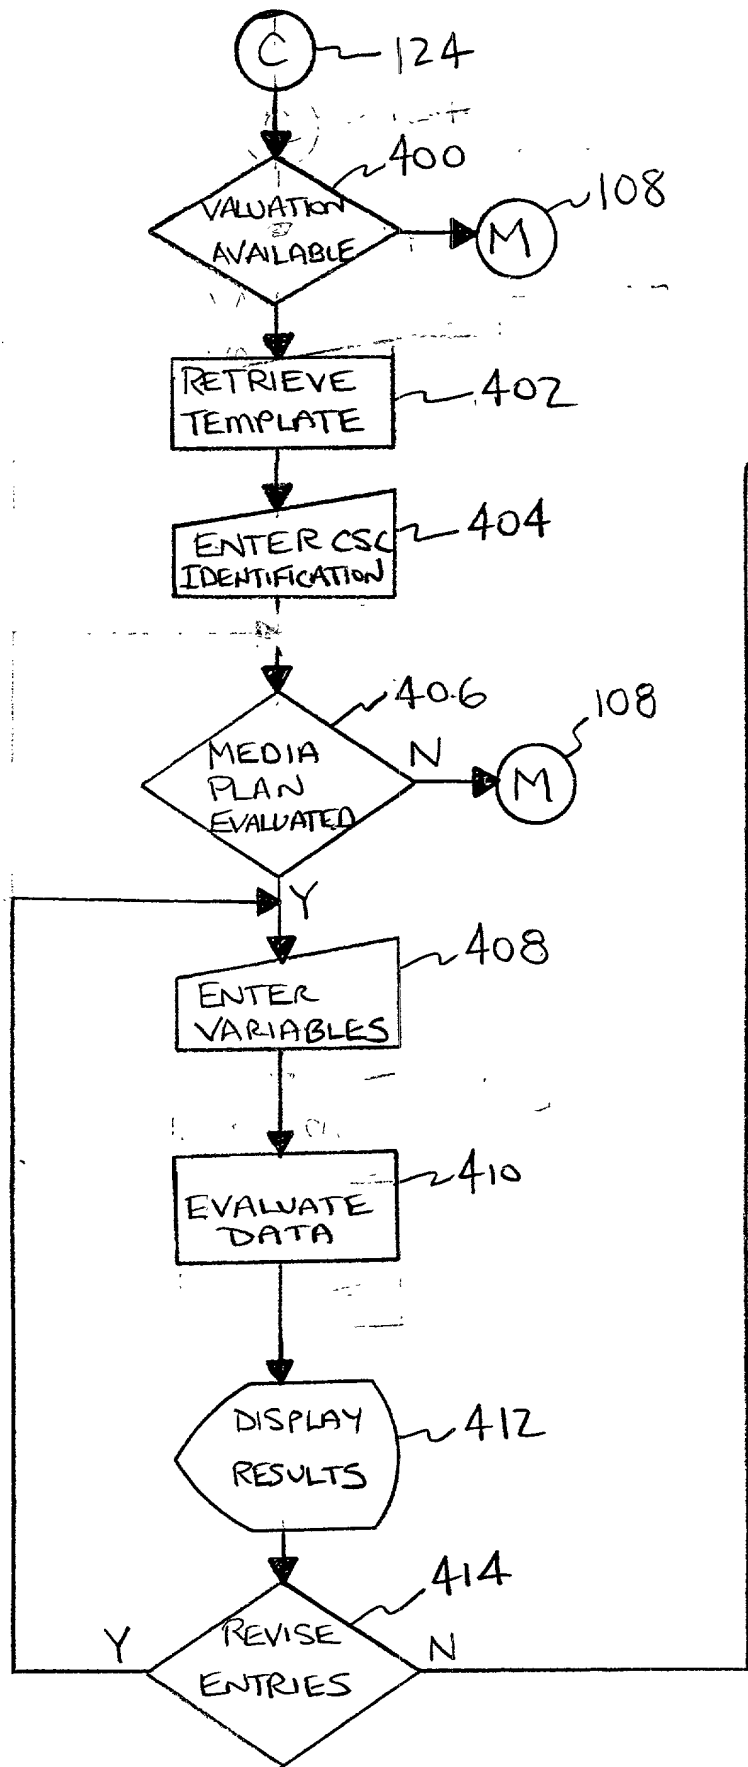 C
124
400
VALUATION
AVAILABLE
108
M
RETRIEVE
TEMPLATE
402
404
ENTER CSC
IDENTIFICATION
406
108
MEDIA
PLAN
EVALUATED
N
M
Y
408
ENTER
VARIABLES
410
EVALUATE
DATA
DISPLAY
RESULTS
412
414
REVISE
ENTRIES
Y
N